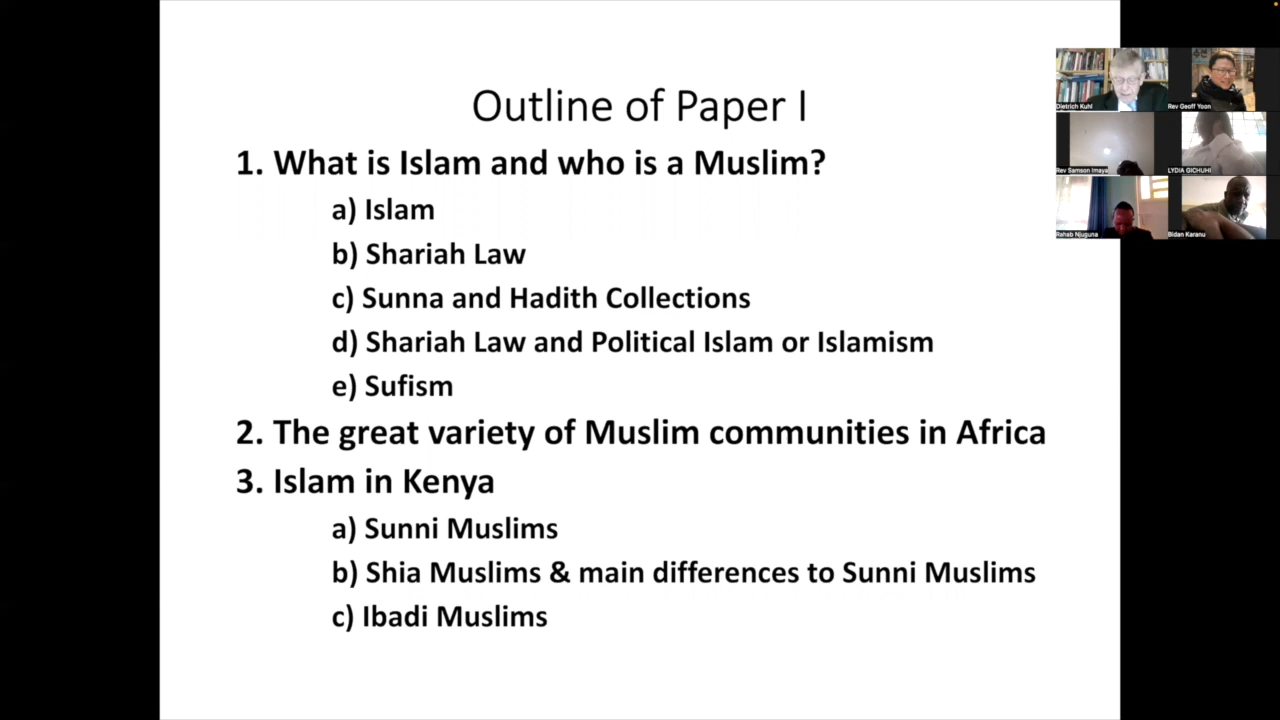 Outline of Paper I
1. What is Islam and who is a Muslim?
a) Islam
b) Shariah Law
c) Sunna and Hadith Collections
d) Shariah Law and Political Islam or Islamism
e) Sufism
2. The great variety of Muslim communities in Africa
3. Islam in Kenya
a) Sunni Muslims
b) Shia Muslims & main differences to Sunni Muslims
c) Ibadi Muslims
Dietrich Kuhl
Rev Geoff Yoon
Rev Samson Imaya
LYDIA GICHUHI
Rahab Njuguna
Bidan Karanu